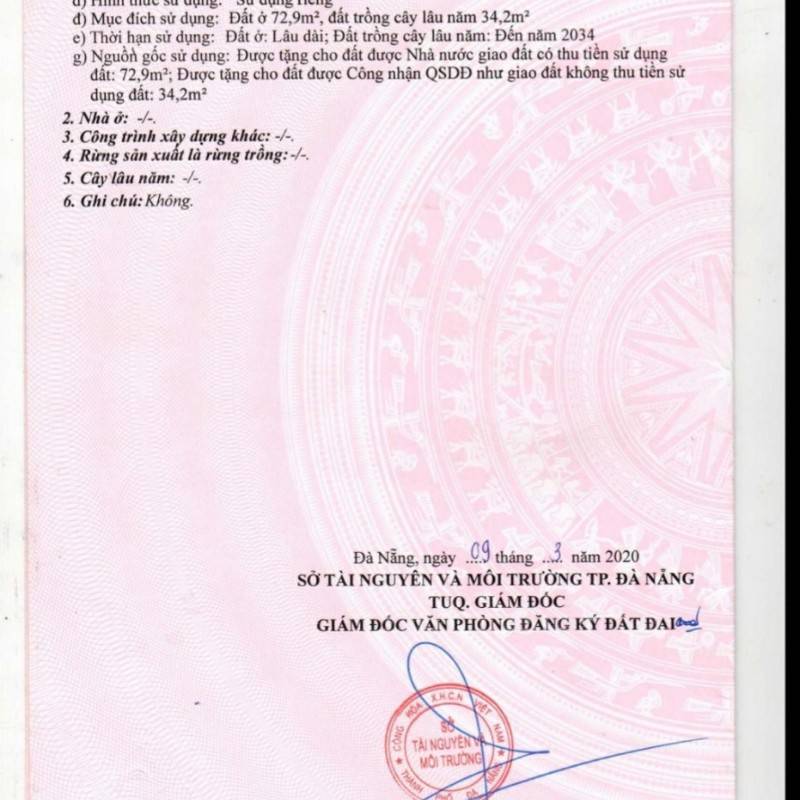 d) Hình thức sử dụng: Sử dụng riêng
đ) Mục đích sử dụng: Đất ở 72,9m², đất trồng cây lâu năm 34,2m²
e) Thời hạn sử dụng: Đất ở: Lâu dài; Đất trồng cây lâu năm: Đến năm 2034
g) Nguồn gốc sử dụng: Được tặng cho đất được Nhà nước giao đất có thu tiền sử dụng
đất: 72,9m²; Được tặng cho đất được Công nhận QSDĐ như giao đất không thu tiền sử
dụng đất: 34,2m²
2. Nhà ở: -/-.
3. Công trình xây dựng khác: -/-.
4. Rừng sản xuất là rừng trồng: -/-.
5. Cây lâu năm: -/-.
6. Ghi chú: Không.
Đà Nẵng, ngày ....09 tháng ....3. năm 2020
SỞ TÀI NGUYÊN VÀ MÔI TRƯỜNG TP. ĐÀ NẴNG
TUQ. GIÁM ĐỐC
GIÁM ĐỐC VĂN PHÒNG ĐĂNG KÝ ĐẤT ĐAI
CỘNG HÒA X.H.C.N VIỆT NAM
SỞ
TÀI NGUYÊN VÀ
MÔI TRƯỜNG
THÀNH PHỐ ĐÀ NẴNG